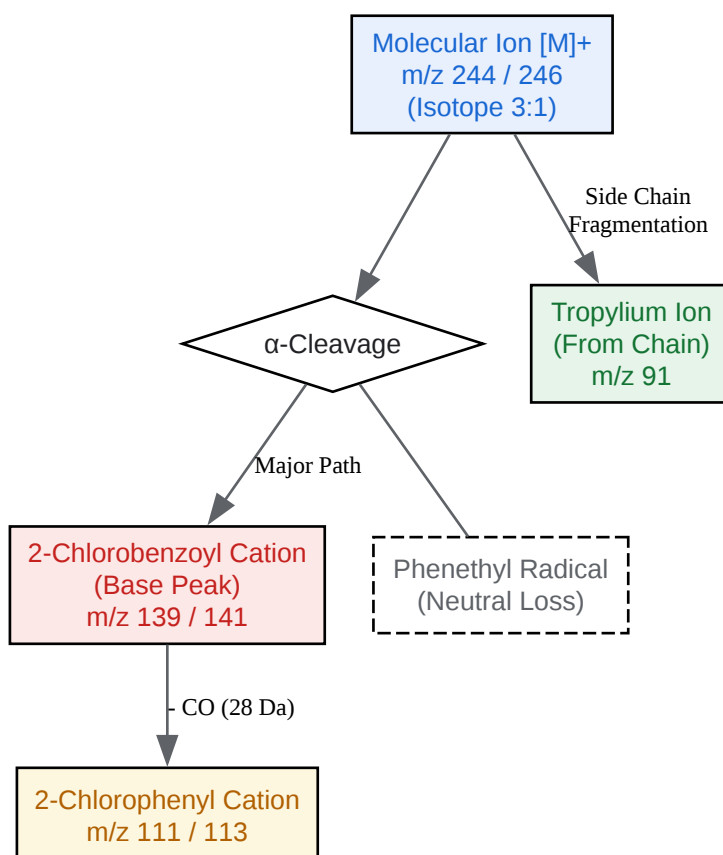 Molecular Ion [M]+
m/z 244 / 246
(Isotope 3:1)
Side Chain
Fragmentation
Tropylium Ion
(From Chain)
m/z 91
α-Cleavage
Major Path
2-Chlorobenzoyl Cation
(Base Peak)
m/z 139 / 141
Phenethyl Radical
(Neutral Loss)
- CO (28 Da)
2-Chlorophenyl Cation
m/z 111 / 113